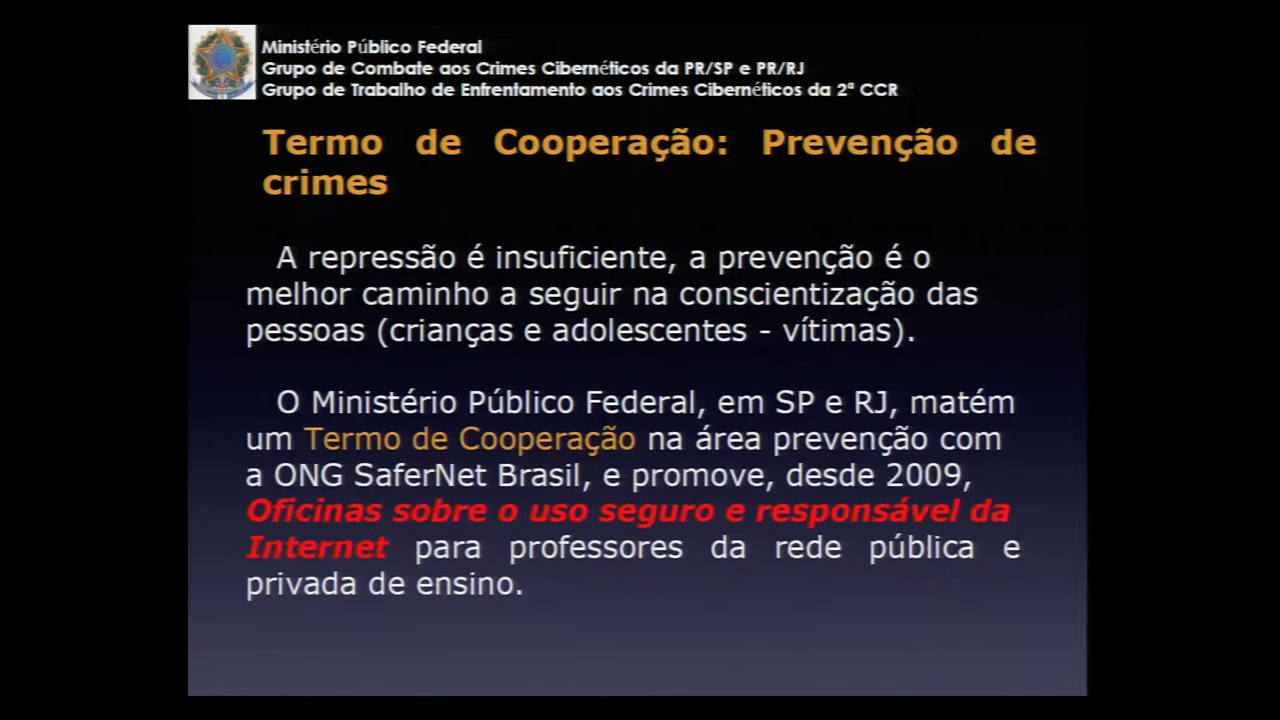 Ministério Público Federal
Grupo de Combate aos Crimes Cibernéticos da PR/SP e PR/RJ
Grupo de Trabalho de Enfrentamento aos Crimes Cibernéticos da 2ª CCR
Termo de Cooperação: Prevenção de
crimes
A repressão é insuficiente, a prevenção é o
melhor caminho a seguir na conscientização das
pessoas (crianças e adolescentes - vítimas).
O Ministério Público Federal, em SP e RJ, matém
um Termo de Cooperação na área prevenção com
a ONG SaferNet Brasil, e promove, desde 2009,
Oficinas sobre o uso seguro e responsável da
Internet para professores da rede pública e
privada de ensino.